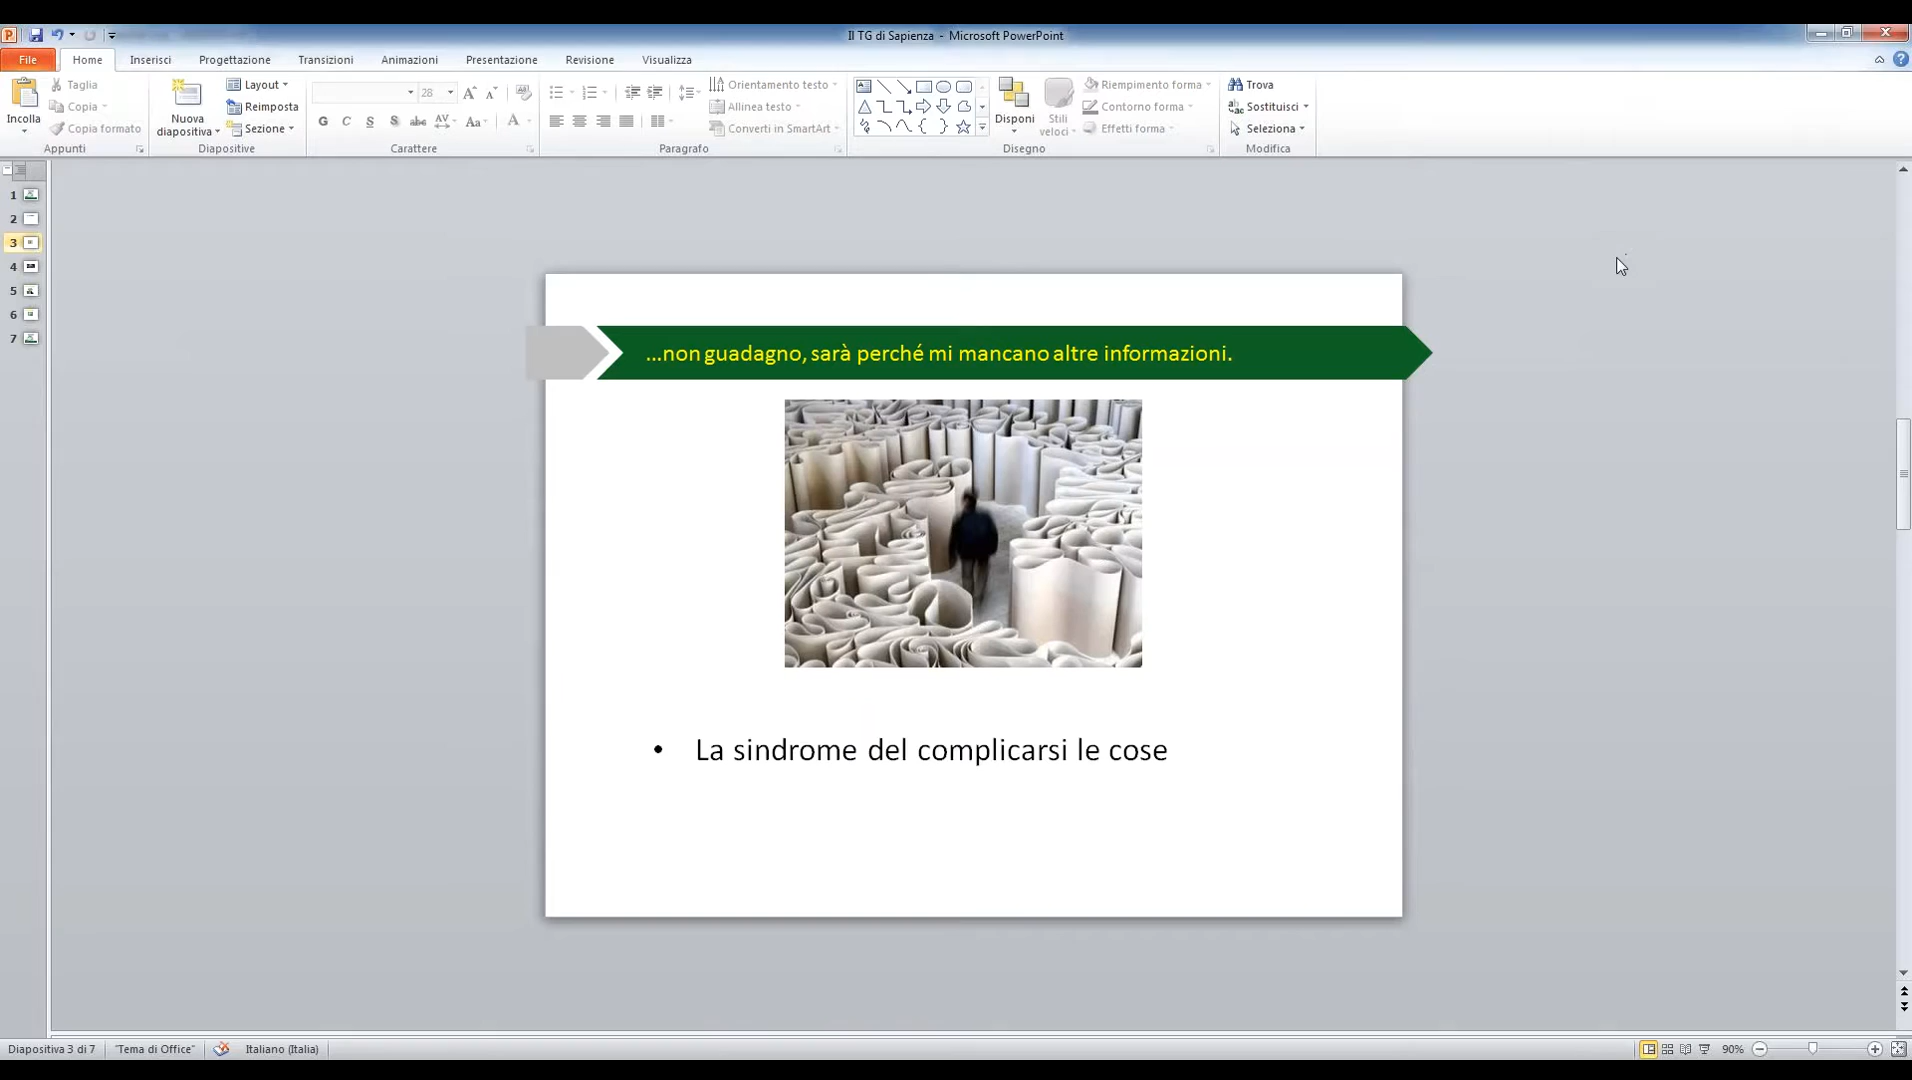 Il TG di Sapienza - Microsoft PowerPoint
File Home Inserisci Progettazione Transizioni Animazioni Presentazione Revisione Visualizza
Incolla
Taglia
Copia
Copia formato
Appunti
Nuova
diapositiva
Layout
Reimposta
Sezione
Diapositive
28
G C S S abc AV Aa A
Carattere
Orientamento testo
Allinea testo
Converti in SmartArt
Paragrafo
Disponi
Stili
veloci
Riempimento forma
Contorno forma
Effetti forma
Disegno
Trova
Sostituisci
Seleziona
Modifica
1
2
3
4
5
6
7
...non guadagno, sarà perché mi mancano altre informazioni.
• La sindrome del complicarsi le cose
Diapositiva 3 di 7 "Tema di Office" Italiano (Italia) 90%